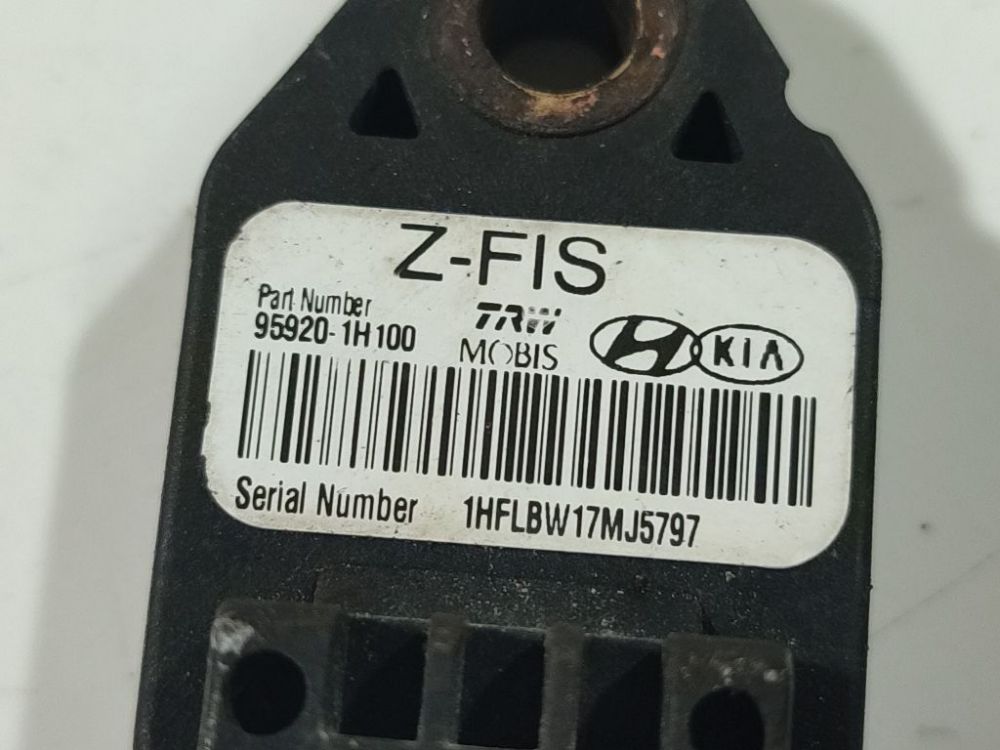 Z-FIS
Part Number
95920-1H100
TRW
MOBIS
KIA
Serial Number 1HFLBW17MJ5797